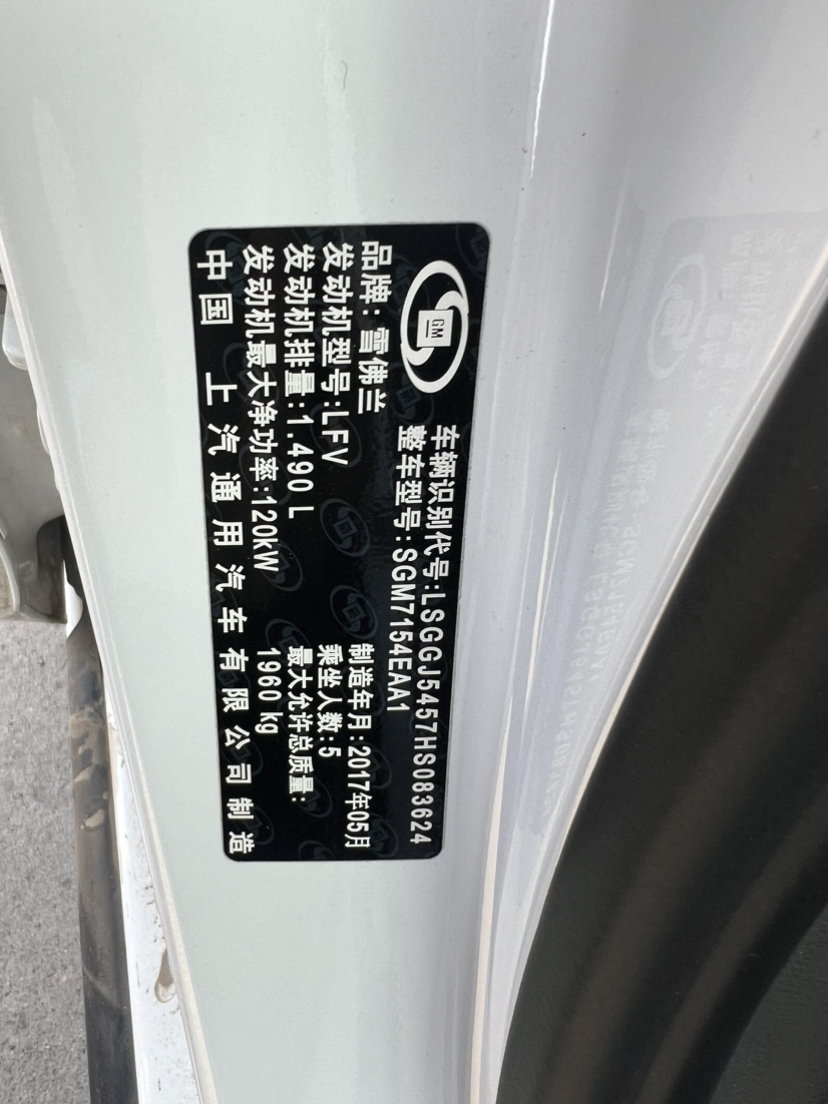 GM
车辆识别代号:LSGGJ5457HS083624
整车型号:SGM7154EAA1
品牌:雪佛兰 制造年月:2017年05月
发动机型号:LFV 乘坐人数:5
发动机排量:1.490 L 最大允许总质量:
发动机最大净功率:120kW 1960 kg
中国 上汽通用汽车有限公司制造